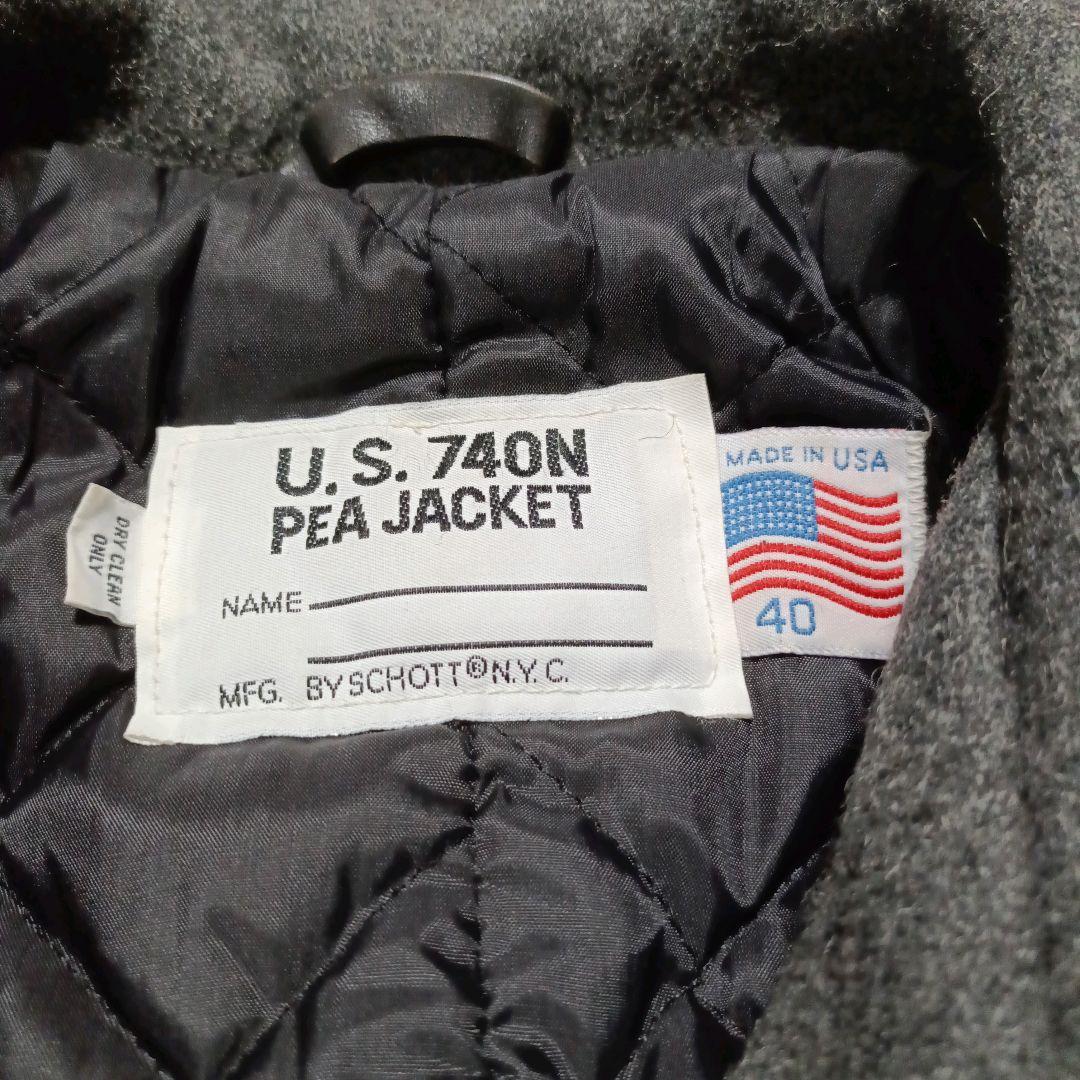 U.S. 740N
PEA JACKET
NAME
MFG. BY SCHOTT® N.Y.C.
DRY CLEAN
ONLY
MADE IN USA
40